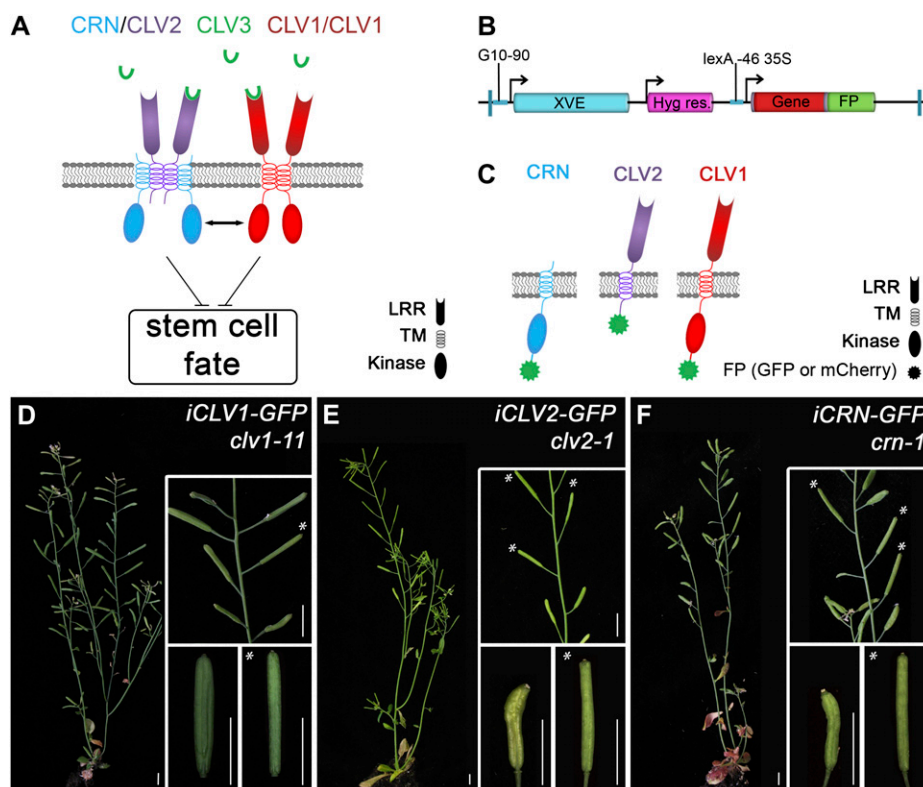 A
CRN/CLV2 CLV3 CLV1/CLV1
stem cell
fate
LRR
TM
Kinase
B
G10-90
lexA -46 35S
XVE
Hyg res.
Gene
FP
C
CRN CLV2 CLV1
LRR
TM
Kinase
FP (GFP or mCherry)
D
iCLV1-GFP
clv1-11
*
*
E
iCLV2-GFP
clv2-1
*
*
*
*
F
iCRN-GFP
crn-1
*
*
*
*